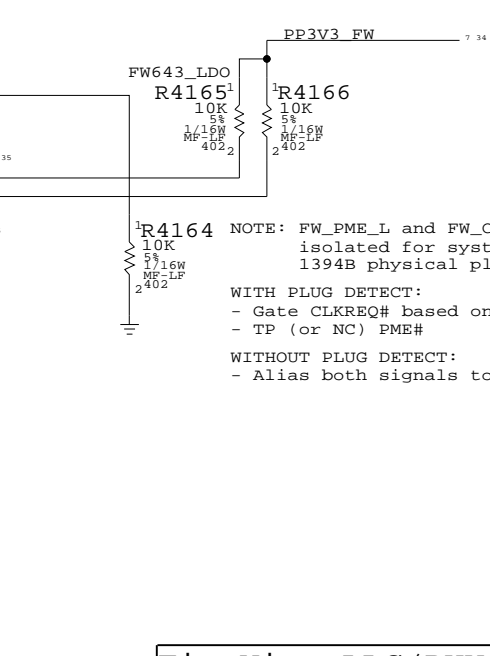 PP3V3_FW
7 34
FW643_LDO
R4165 1
10K
5%
1/16W
MF-LF
402
2
1 R4166
10K
5%
1/16W
MF-LF
402
2
35
1 R4164
10K
5%
1/16W
MF-LF
402
2
NOTE: FW_PME_L and FW_C
isolated for syst
1394B physical pl
WITH PLUG DETECT:
- Gate CLKREQ# based on
- TP (or NC) PME#
WITHOUT PLUG DETECT:
- Alias both signals to